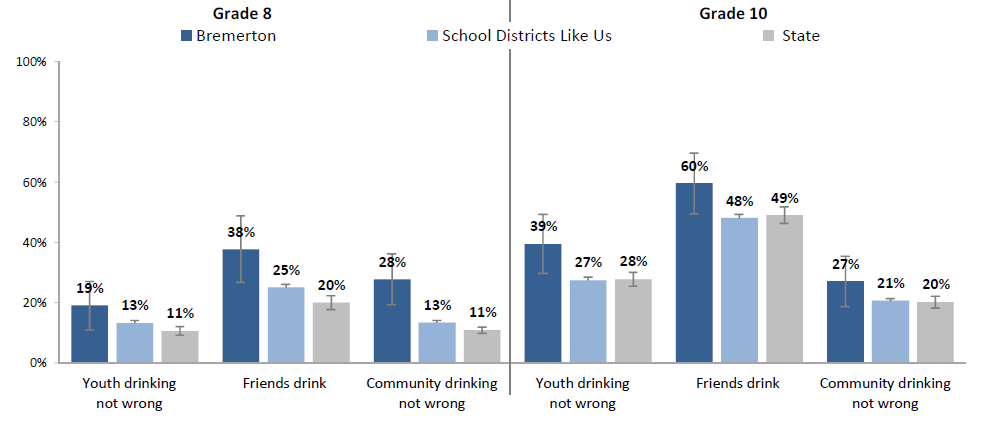 Grade 8
Grade 10
Bremerton
School Districts Like Us
State
100%
80%
60%
40%
20%
0%
19%
13%
11%
38%
25%
20%
28%
13%
11%
39%
27%
28%
60%
48%
49%
27%
21%
20%
Youth drinking
not wrong
Friends drink
Community drinking
not wrong
Youth drinking
not wrong
Friends drink
Community drinking
not wrong